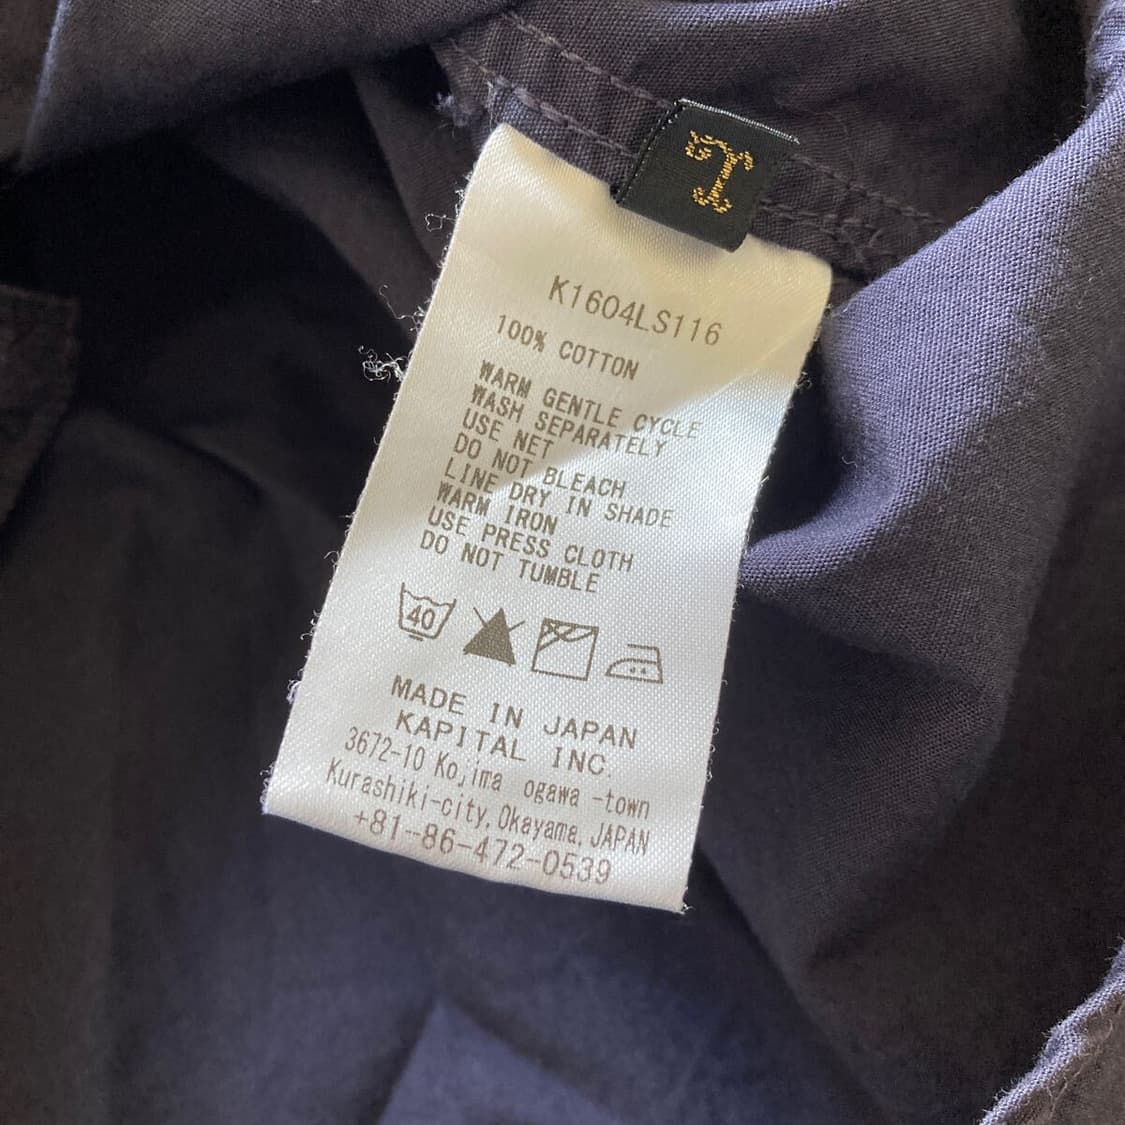 T
K1604LS116
100% COTTON
WARM GENTLE CYCLE
WASH SEPARATELY
USE NET
DO NOT BLEACH
LINE DRY IN SHADE
WARM IRON
USE PRESS CLOTH
DO NOT TUMBLE
40
MADE IN JAPAN
KAPITAL INC.
3672-10 Kojima ogawa-town
Kurashiki-city, Okayama, JAPAN
+81-86-472-0539